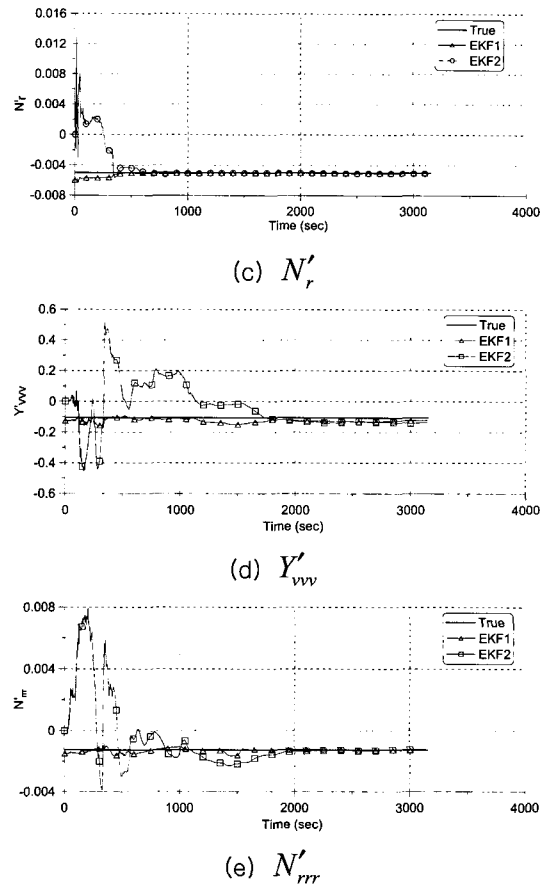 0.016
0.012
0.008
0.004
0
-0.004
-0.008
N'r
True
EKF1
EKF2
0 1000 2000 3000 4000
Time (sec)
(c) N′r
0.6
0.4
0.2
0
-0.2
-0.4
-0.6
Y'vvv
True
EKF1
EKF2
0 1000 2000 3000 4000
Time (sec)
(d) Y′vvv
0.008
0.004
0
-0.004
N'rrr
True
EKF1
EKF2
0 1000 2000 3000 4000
Time (sec)
(e) N′rrr